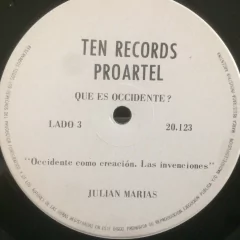 TEN RECORDS
PROARTEL
QUE ES OCCIDENTE?
LADO 3 20.123
"Occidente como creación. Las invenciones"
JULIAN MARIAS